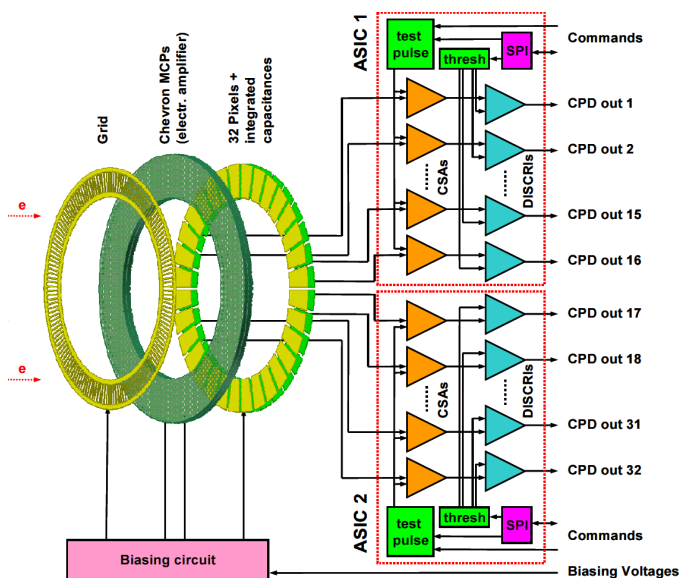 Grid
Chevron MCPs
(electr. amplifier)
32 Pixels +
integrated
capacitances
e
e
ASIC 1
test
pulse
thresh
SPI
Commands
CSAs
DISCRIs
CPD out 1
CPD out 2
CPD out 15
CPD out 16
CPD out 17
CPD out 18
CPD out 31
CPD out 32
CSAs
DISCRIs
ASIC 2
test
pulse
thresh
SPI
Commands
Biasing circuit
Biasing Voltages